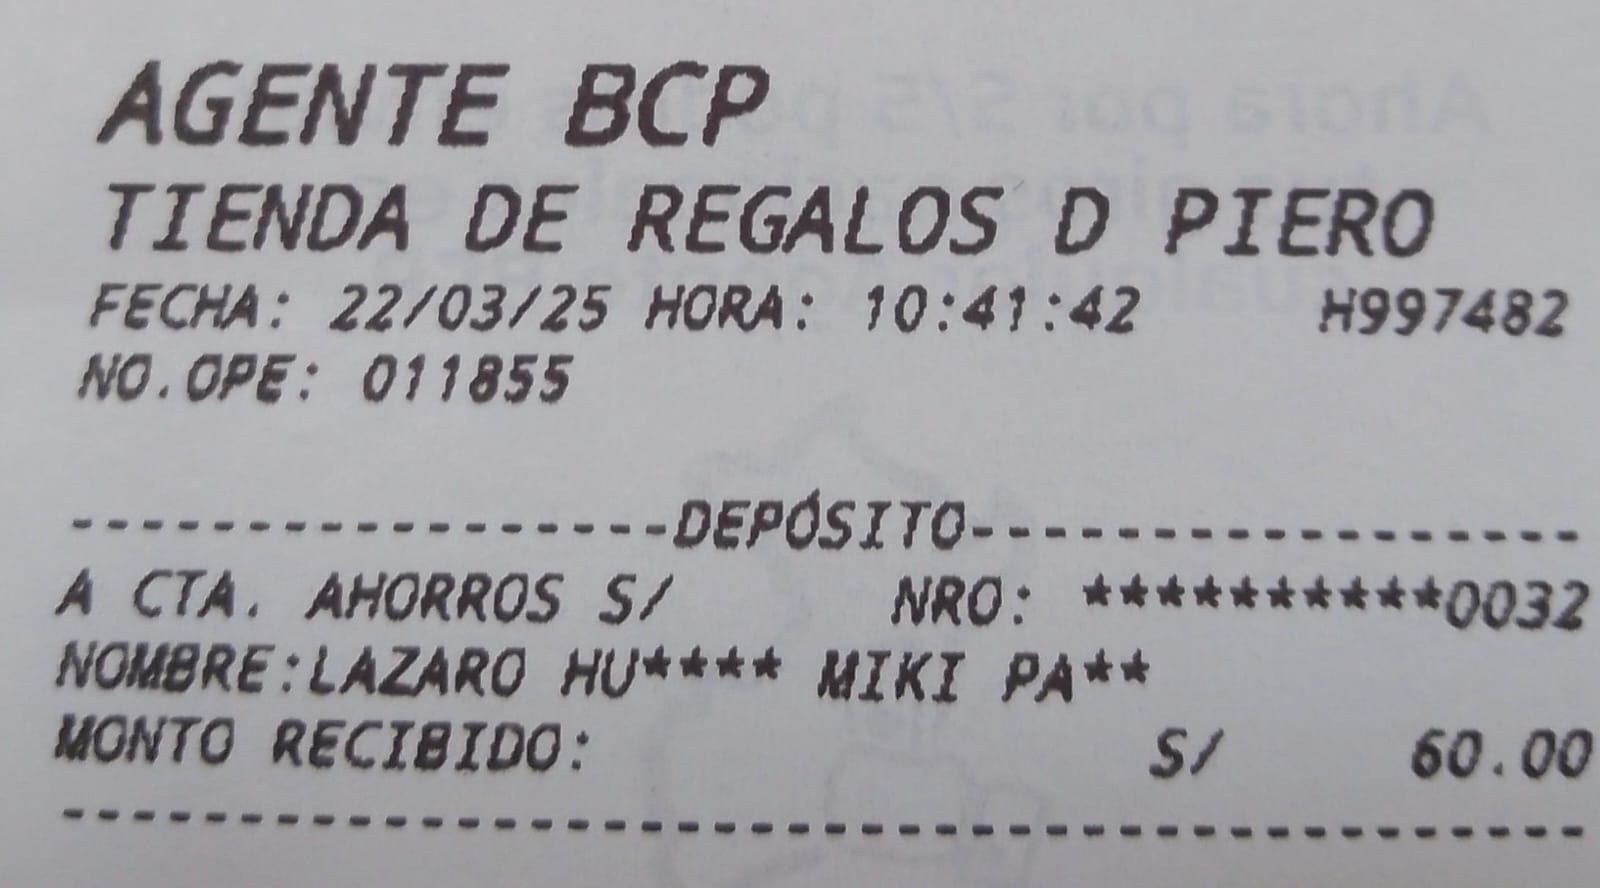 AGENTE BCP
TIENDA DE REGALOS D PIERO
FECHA: 22/03/25 HORA: 10:41:42 H997482
NO.OPE: 011855
------------------DEPÓSITO------------------
A CTA. AHORROS S/ NRO: **********0032
NOMBRE:LAZARO HU**** MIKI PA**
MONTO RECIBIDO: S/ 60.00
-------------------------------------------